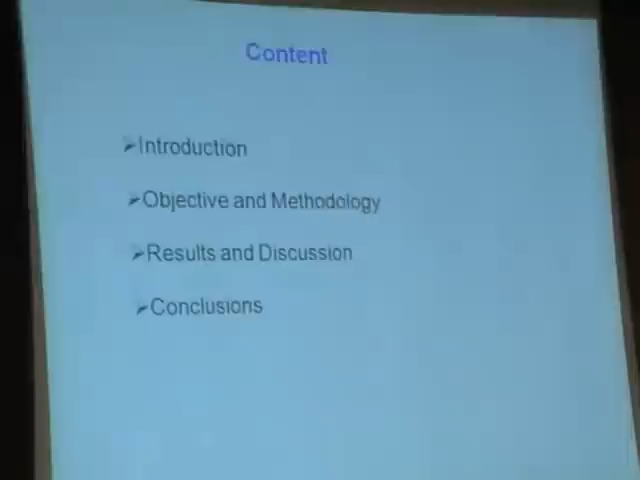 Content
➢Introduction
➢Objective and Methodology
➢Results and Discussion
➢Conclusions